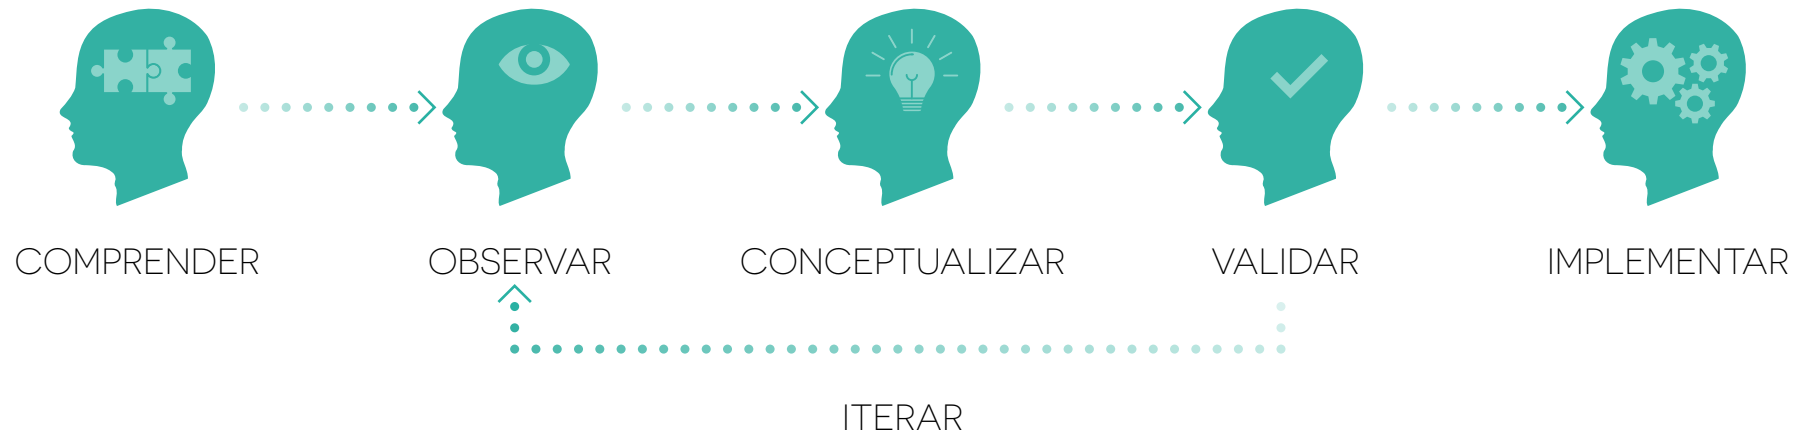 COMPRENDER
OBSERVAR
CONCEPTUALIZAR
VALIDAR
IMPLEMENTAR
ITERAR